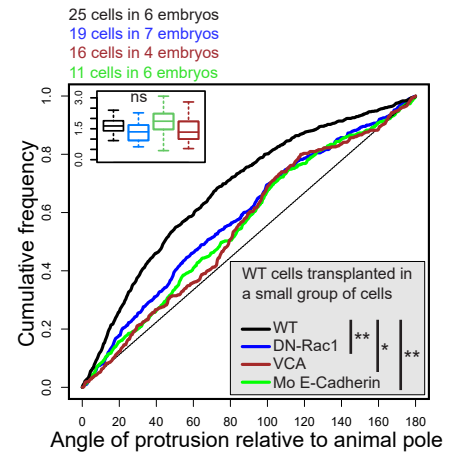 25 cells in 6 embryos
19 cells in 7 embryos
16 cells in 4 embryos
11 cells in 6 embryos
ns
3.0
1.5
0.0
1.0
0.8
0.6
0.4
0.2
0.0
Cumulative frequency
WT cells transplanted in
a small group of cells
WT
DN-Rac1
VCA
Mo E-Cadherin
**
*
**
0 20 40 60 80 100 120 140 160 180
Angle of protrusion relative to animal pole